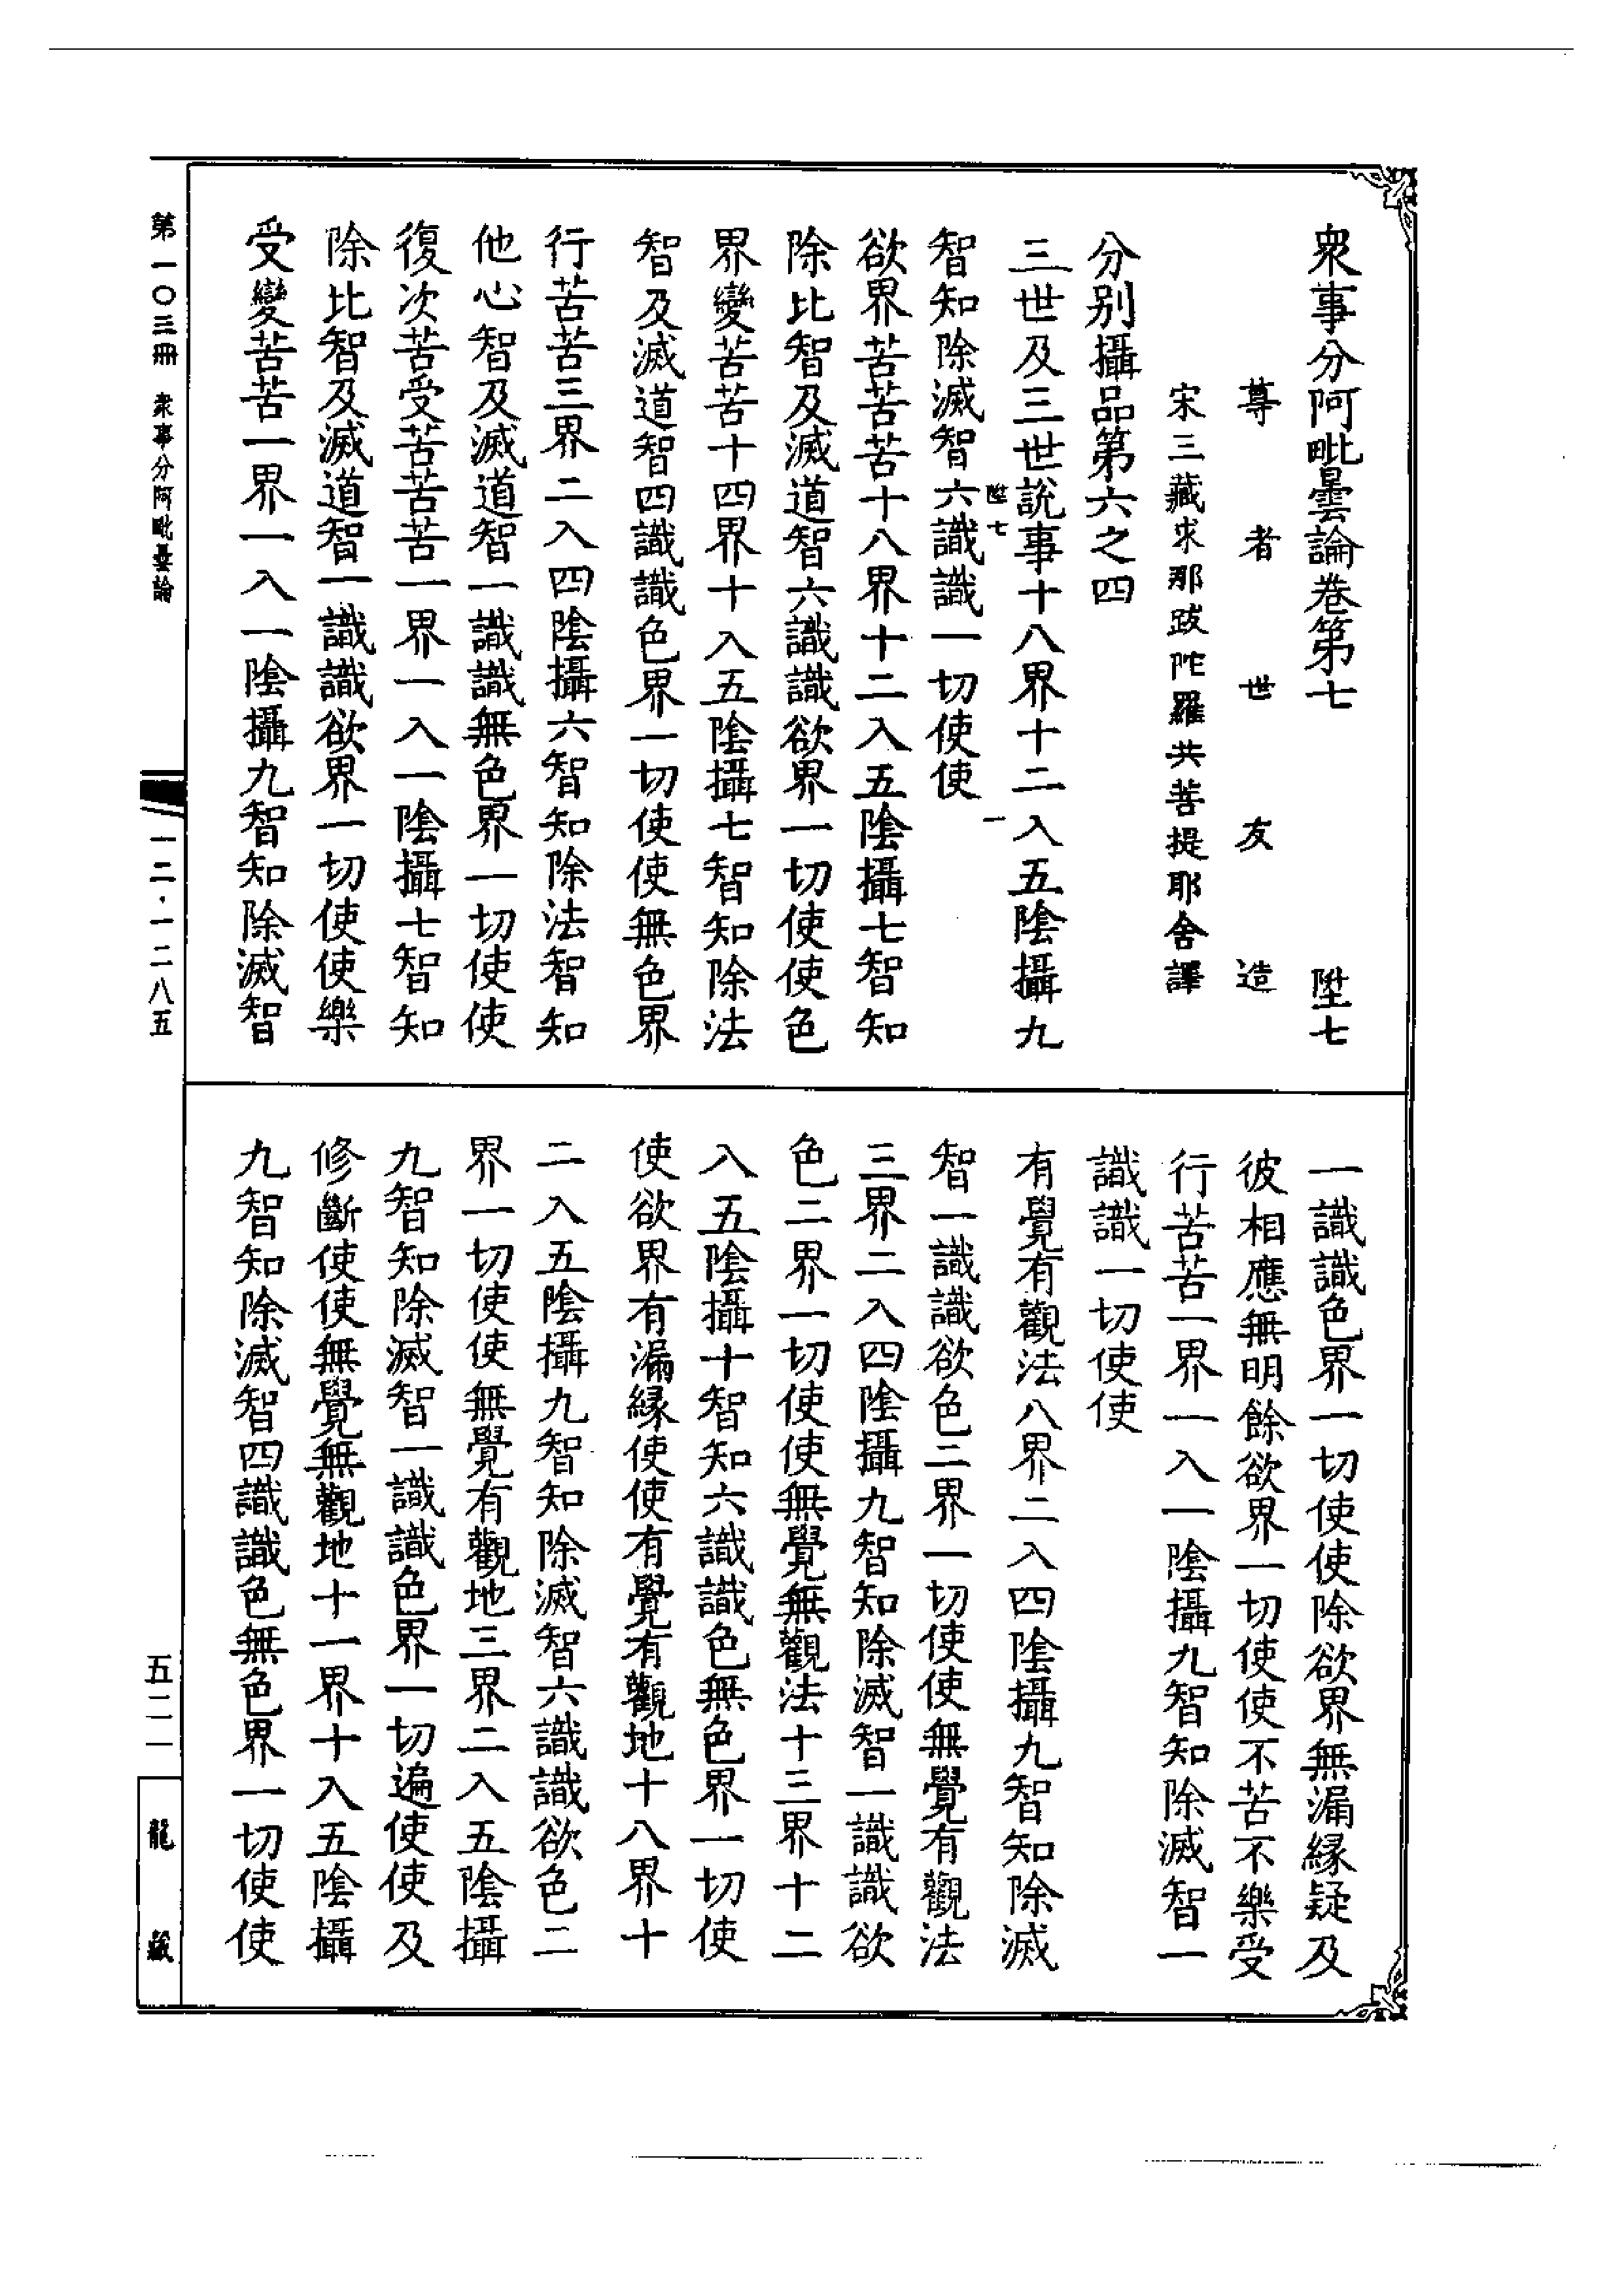 衆事分阿毗曇論卷第七　陞七
尊者世友造
宋三藏求那跋陀羅共菩提耶舍譯
分别攝品第六之四
三世及三世說事十八界十二入五陰攝九
陞七　一
智知除滅智六識識一切使使
欲界苦苦苦十八界十二入五陰攝七智知
除比智及滅道智六識識欲界一切使使色
界變苦苦十四界十入五陰攝七智知除法
智及滅道智四識識色界一切使使無色界
行苦苦三界二入四陰攝六智知除法智知
他心智及滅道智一識識無色界一切使使
復次苦受苦苦苦一界一入一陰攝七智知
除比智及滅道智一識識欲界一切使使樂
受變苦苦一界一入一陰攝九智知除滅智
一識識色界一切使使除欲界無漏緣疑及
彼相應無明餘欲界一切使使不苦不樂受
行苦苦一界一入一陰攝九智知除滅智一
識識一切使使
有覺有觀法八界二入四陰攝九智知除滅
智一識識欲色二界一切使使無覺有觀法
三界二入四陰攝九智知除滅智一識識欲
色二界一切使使無覺無觀法十三界十二
入五陰攝十智知六識識色無色界一切使
使欲界有漏緣使使有覺有觀地十八界十
二入五陰攝九智知除滅智六識識欲色二
界一切使使無覺有觀地三界二入五陰攝
九智知除滅智一識識色界一切遍使使及
修斷使使無覺無觀地十一界十入五陰攝
九智知除滅智四識識色無色界一切使使
第一〇三冊　衆事分阿毗曇論
一二·一二八五
五二一
龍藏